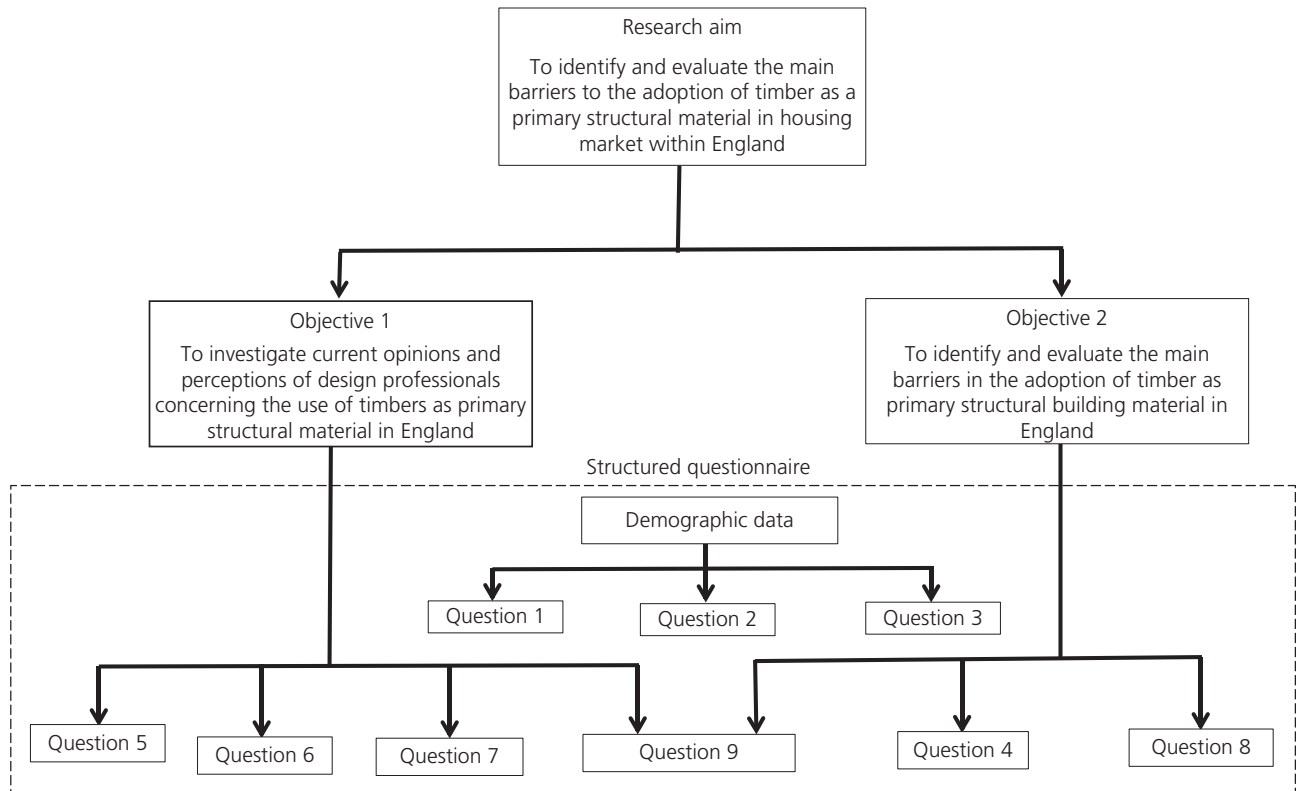 Research aim
To identify and evaluate the main
barriers to the adoption of timber as a
primary structural material in housing
market within England
Objective 1
To investigate current opinions and
perceptions of design professionals
concerning the use of timbers as primary
structural material in England
Objective 2
To identify and evaluate the main
barriers in the adoption of timber as
primary structural building material in
England
Structured questionnaire
Demographic data
Question 1
Question 2
Question 3
Question 5
Question 6
Question 7
Question 9
Question 4
Question 8